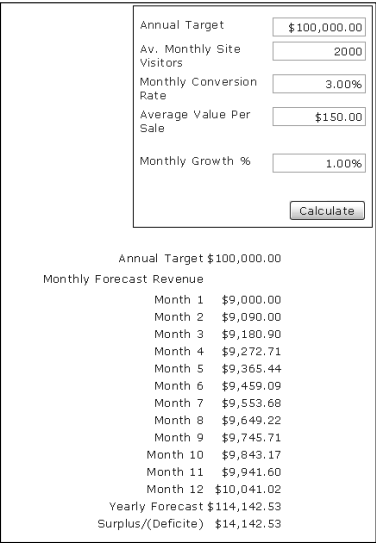 Annual Target $100,000.00
Av. Monthly Site
Visitors 2000
Monthly Conversion
Rate 3.00%
Average Value Per
Sale $150.00
Monthly Growth % 1.00%
Calculate
Annual Target $100,000.00
Monthly Forecast Revenue
Month 1 $9,000.00
Month 2 $9,090.00
Month 3 $9,180.90
Month 4 $9,272.71
Month 5 $9,365.44
Month 6 $9,459.09
Month 7 $9,553.68
Month 8 $9,649.22
Month 9 $9,745.71
Month 10 $9,843.17
Month 11 $9,941.60
Month 12 $10,041.02
Yearly Forecast $114,142.53
Surplus/(Deficite) $14,142.53